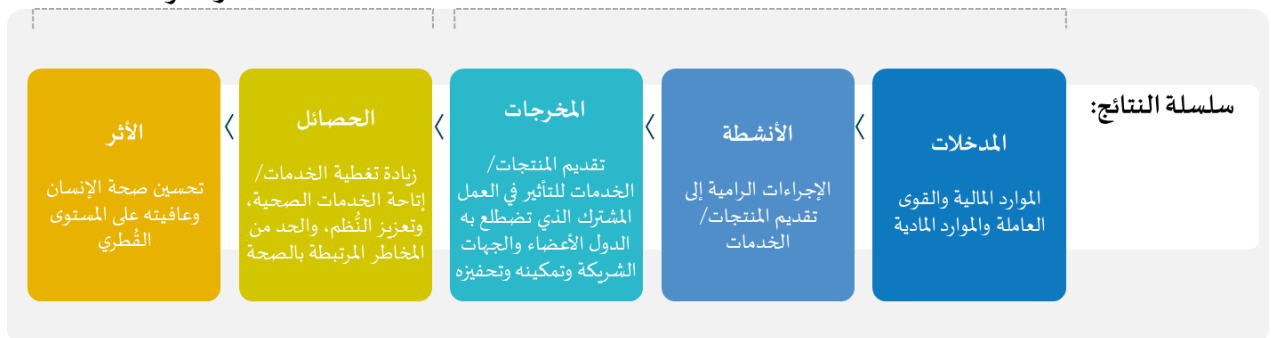 سلسلة النتائج:
المدخلات
الموارد المالية والقوى
العاملة والموارد المادية
الأنشطة
الإجراءات الرامية إلى
تقديم المنتجات/
الخدمات
المخرجات
تقديم المنتجات/
الخدمات للتأثير في العمل
المشترك الذي تضطلع به
الدول الأعضاء والجهات
الشريكة وتمكينه وتحفيزه
الحصائل
زيادة تغطية الخدمات/
إتاحة الخدمات الصحية،
وتعزيز النُّظم، والحد من
المخاطر المرتبطة بالصحة
الأثر
تحسين صحة الإنسان
وعافيته على المستوى
القُطري